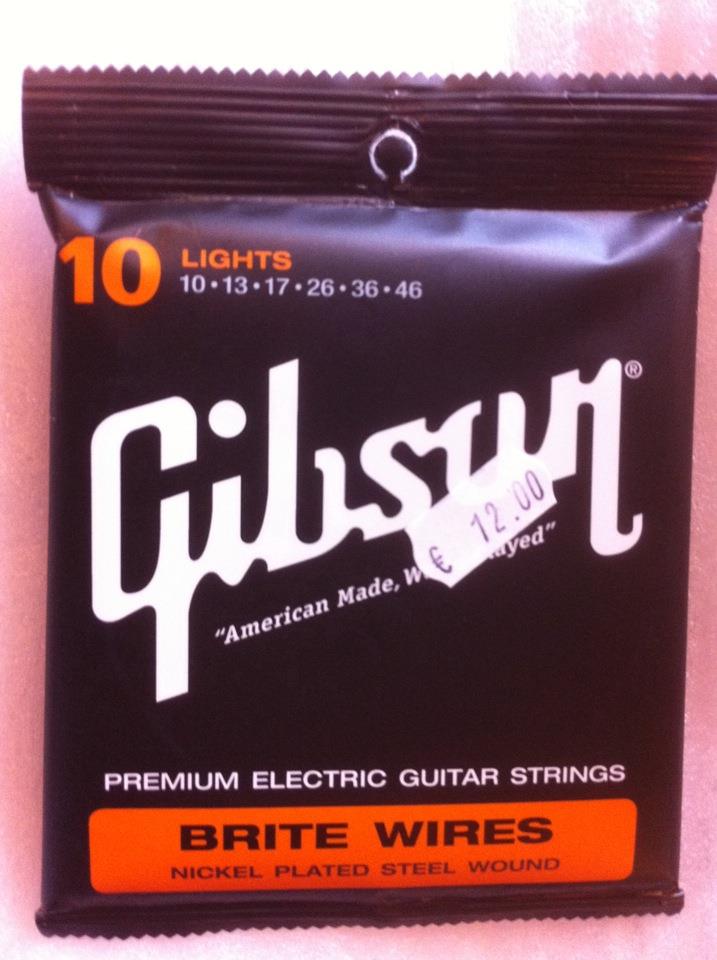 10 LIGHTS
10 • 13 • 17 • 26 • 36 • 46
Gibson ®
€ 12.00
"American Made,
PREMIUM ELECTRIC GUITAR STRINGS
BRITE WIRES
NICKEL PLATED STEEL WOUND